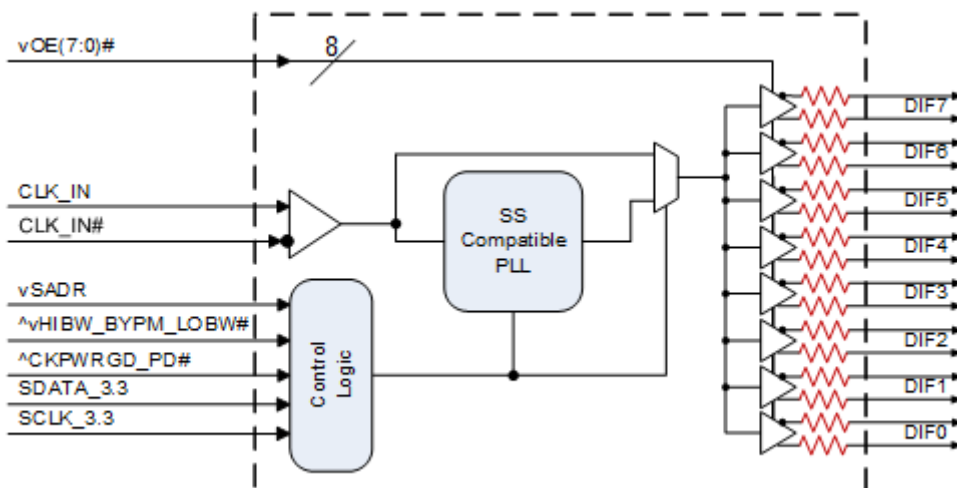 vOE(7:0)#
8
DIF7
DIF6
CLK_IN
SS
Compatible
PLL
DIF5
CLK_IN#
DIF4
vSADR
DIF3
^vHIBW_BYPM_LOBW#
Control
Logic
DIF2
^CKPWRGD_PD#
SDATA_3.3
DIF1
SCLK_3.3
DIF0